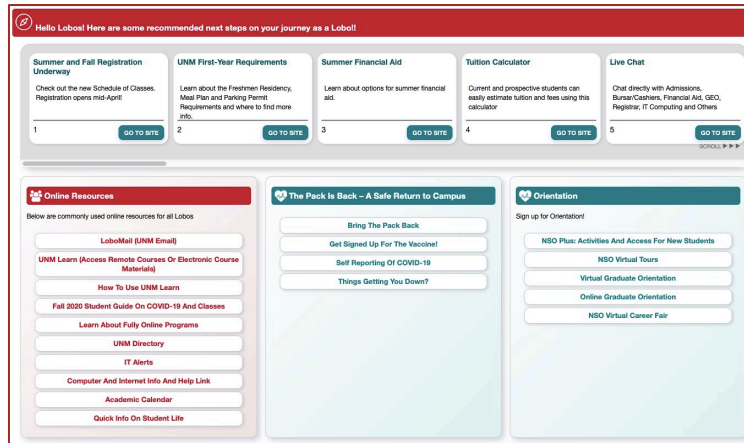 Hello Lobos! Here are some recommended next steps on your journey as a Lobo!!
Summer and Fall Registration
Underway
Check out the new Schedule of Classes.
Registration opens mid-April!
1
GO TO SITE
UNM First-Year Requirements
Learn about the Freshmen Residency,
Meal Plan and Parking Permit
Requirements and where to find more
info.
2
GO TO SITE
Summer Financial Aid
Learn about options for summer financial
aid.
3
GO TO SITE
Tuition Calculator
Current and prospective students can
easily estimate tuition and fees using this
calculator
4
GO TO SITE
Live Chat
Chat directly with Admissions,
Bursar/Cashiers, Financial Aid, GEO,
Registrar, IT Computing and Others
5
GO TO SITE
SCROLL ▶ ▶ ▶
Online Resources
Below are commonly used online resources for all Lobos
LoboMail (UNM Email)
UNM Learn (Access Remote Courses Or Electronic Course
Materials)
How To Use UNM Learn
Fall 2020 Student Guide On COVID-19 And Classes
Learn About Fully Online Programs
UNM Directory
IT Alerts
Computer And Internet Info And Help Link
Academic Calendar
Quick Info On Student Life
The Pack Is Back – A Safe Return to Campus
Bring The Pack Back
Get Signed Up For The Vaccine!
Self Reporting Of COVID-19
Things Getting You Down?
Orientation
Sign up for Orientation!
NSO Plus: Activities And Access For New Students
NSO Virtual Tours
Virtual Graduate Orientation
Online Graduate Orientation
NSO Virtual Career Fair